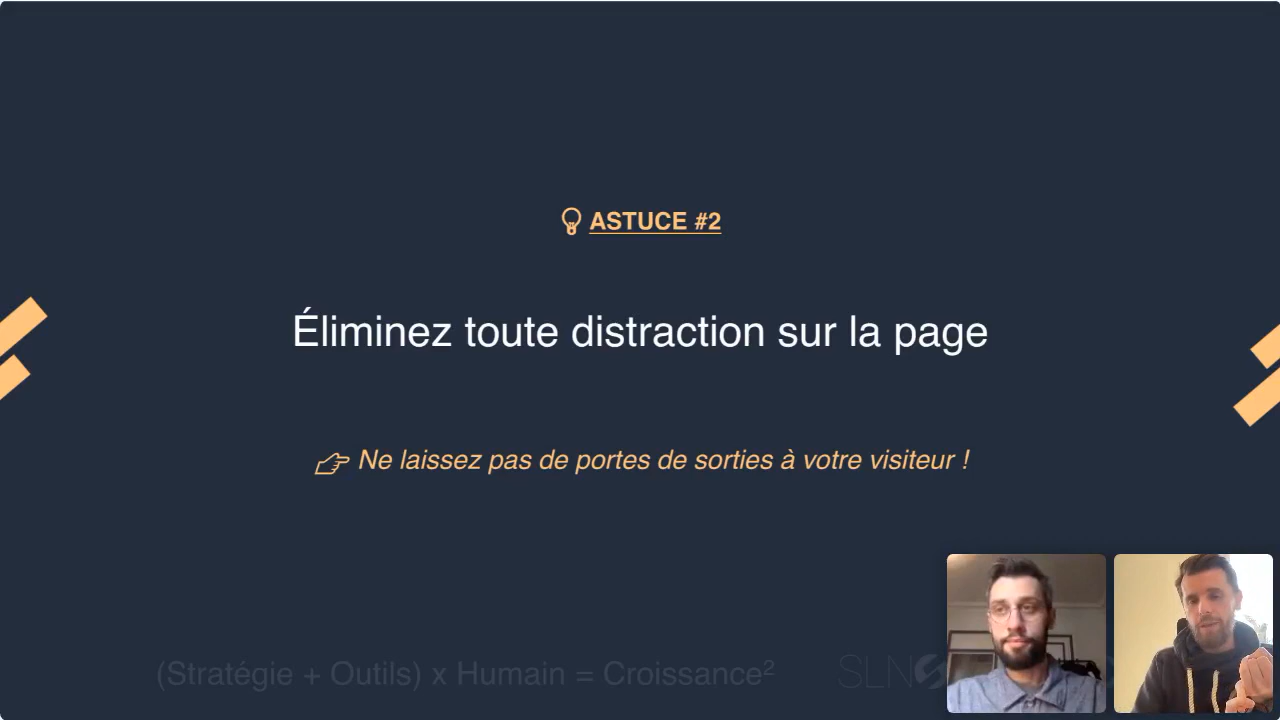 ASTUCE #2
Éliminez toute distraction sur la page
Ne laissez pas de portes de sorties à votre visiteur !
(Stratégie + Outils) x Humain = Croissance²
SLN